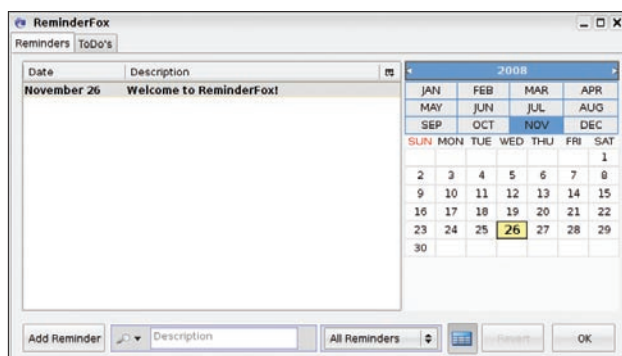 ReminderFox
Reminders ToDo's
Date Description
November 26 Welcome to ReminderFox!
2008
JAN FEB MAR APR
MAY JUN JUL AUG
SEP OCT NOV DEC
SUN MON TUE WED THU FRI SAT
1
2 3 4 5 6 7 8
9 10 11 12 13 14 15
16 17 18 19 20 21 22
23 24 25 26 27 28 29
30
Add Reminder Description All Reminders Revert OK